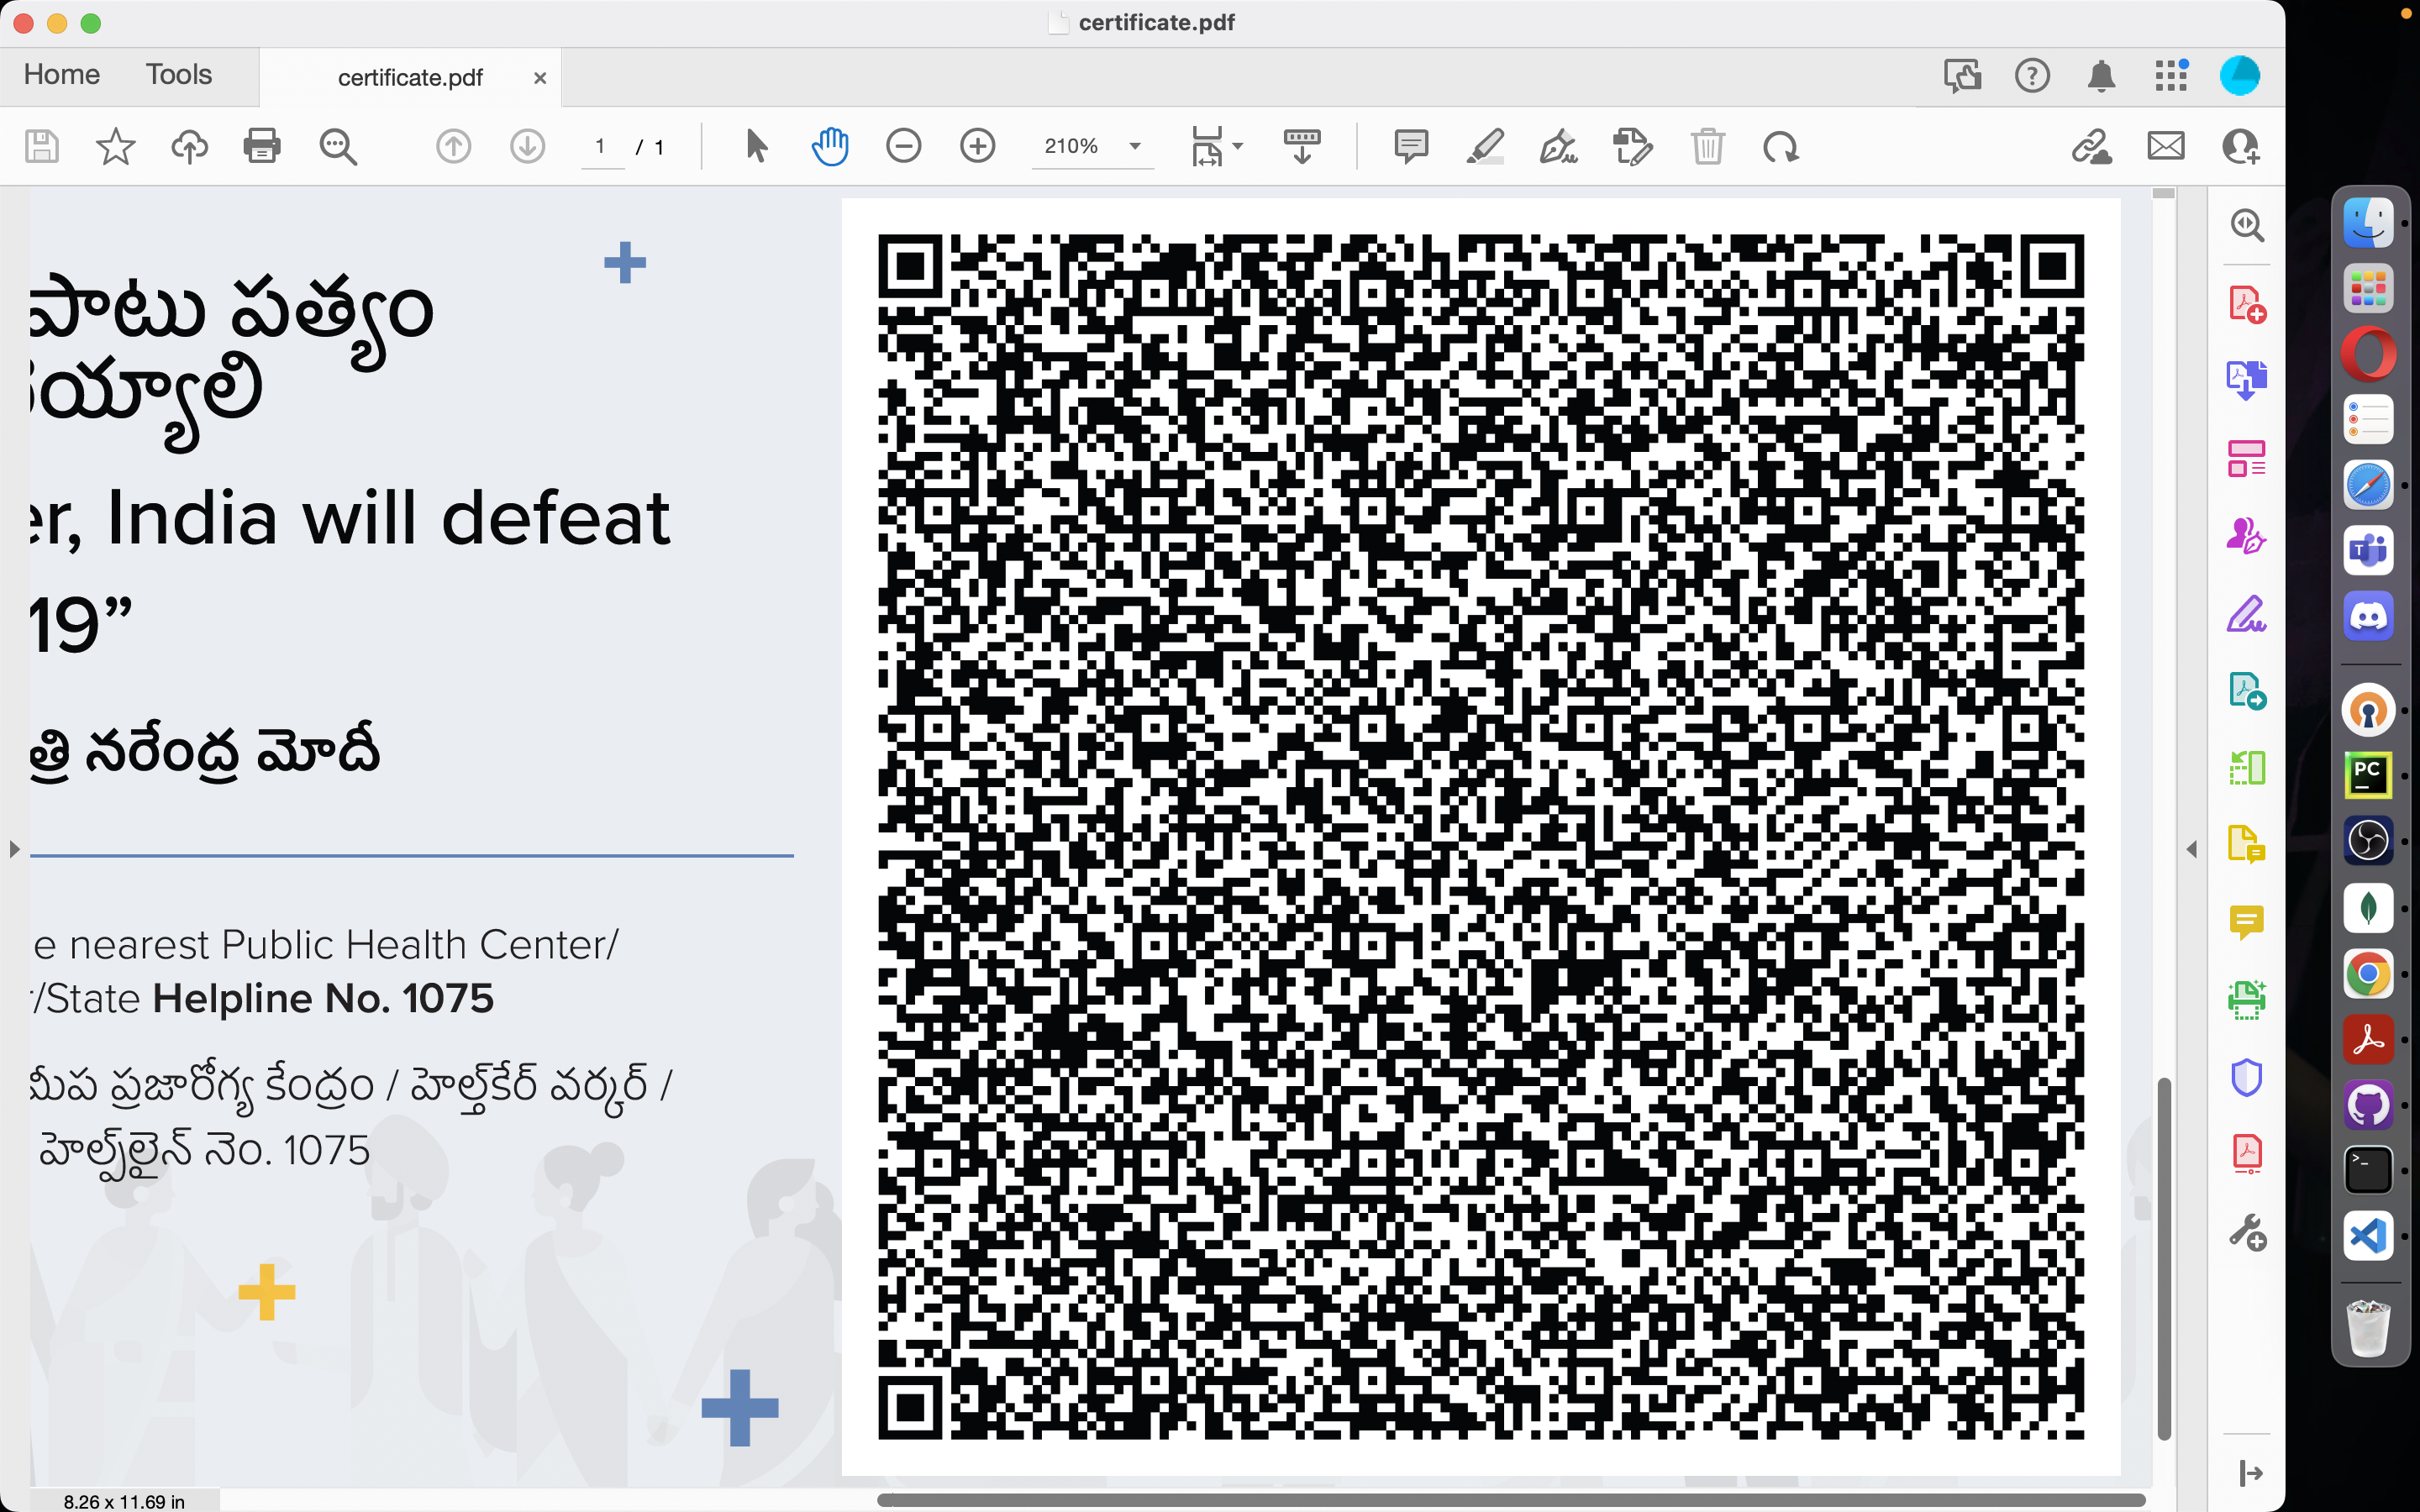 certificate.pdf
Home Tools certificate.pdf
1 / 1 210%
పాటు పత్యం
య్యాలి
er, India will defeat
19”
త్రి నరేంద్ర మోదీ
e nearest Public Health Center/
r/State Helpline No. 1075
మీప ప్రజారోగ్య కేంద్రం / హెల్త్‌కేర్ వర్కర్ /
హెల్ప్‌లైన్ నెం. 1075
8.26 x 11.69 in
PC